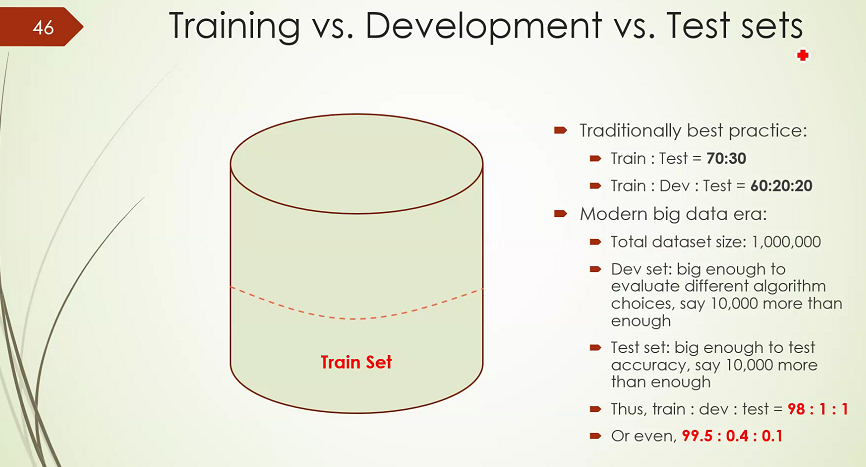 46
Training vs. Development vs. Test sets
Train Set
Traditionally best practice:
Train : Test = 70:30
Train : Dev : Test = 60:20:20
Modern big data era:
Total dataset size: 1,000,000
Dev set: big enough to
evaluate different algorithm
choices, say 10,000 more than
enough
Test set: big enough to test
accuracy, say 10,000 more
than enough
Thus, train : dev : test = 98 : 1 : 1
Or even, 99.5 : 0.4 : 0.1